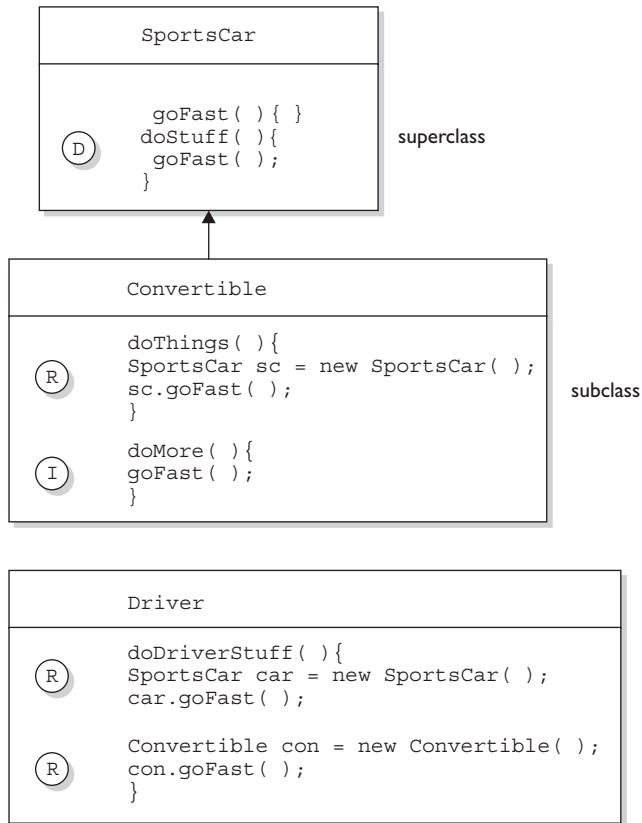 SportsCar
goFast( ){ }
D
doStuff( ){
goFast( );
}
superclass
Convertible
R
doThings( ){
SportsCar sc = new SportsCar( );
sc.goFast( );
}
subclass
I
doMore( ){
goFast( );
}
Driver
R
doDriverStuff( ){
SportsCar car = new SportsCar( );
car.goFast( );
R
Convertible con = new Convertible( );
con.goFast( );
}